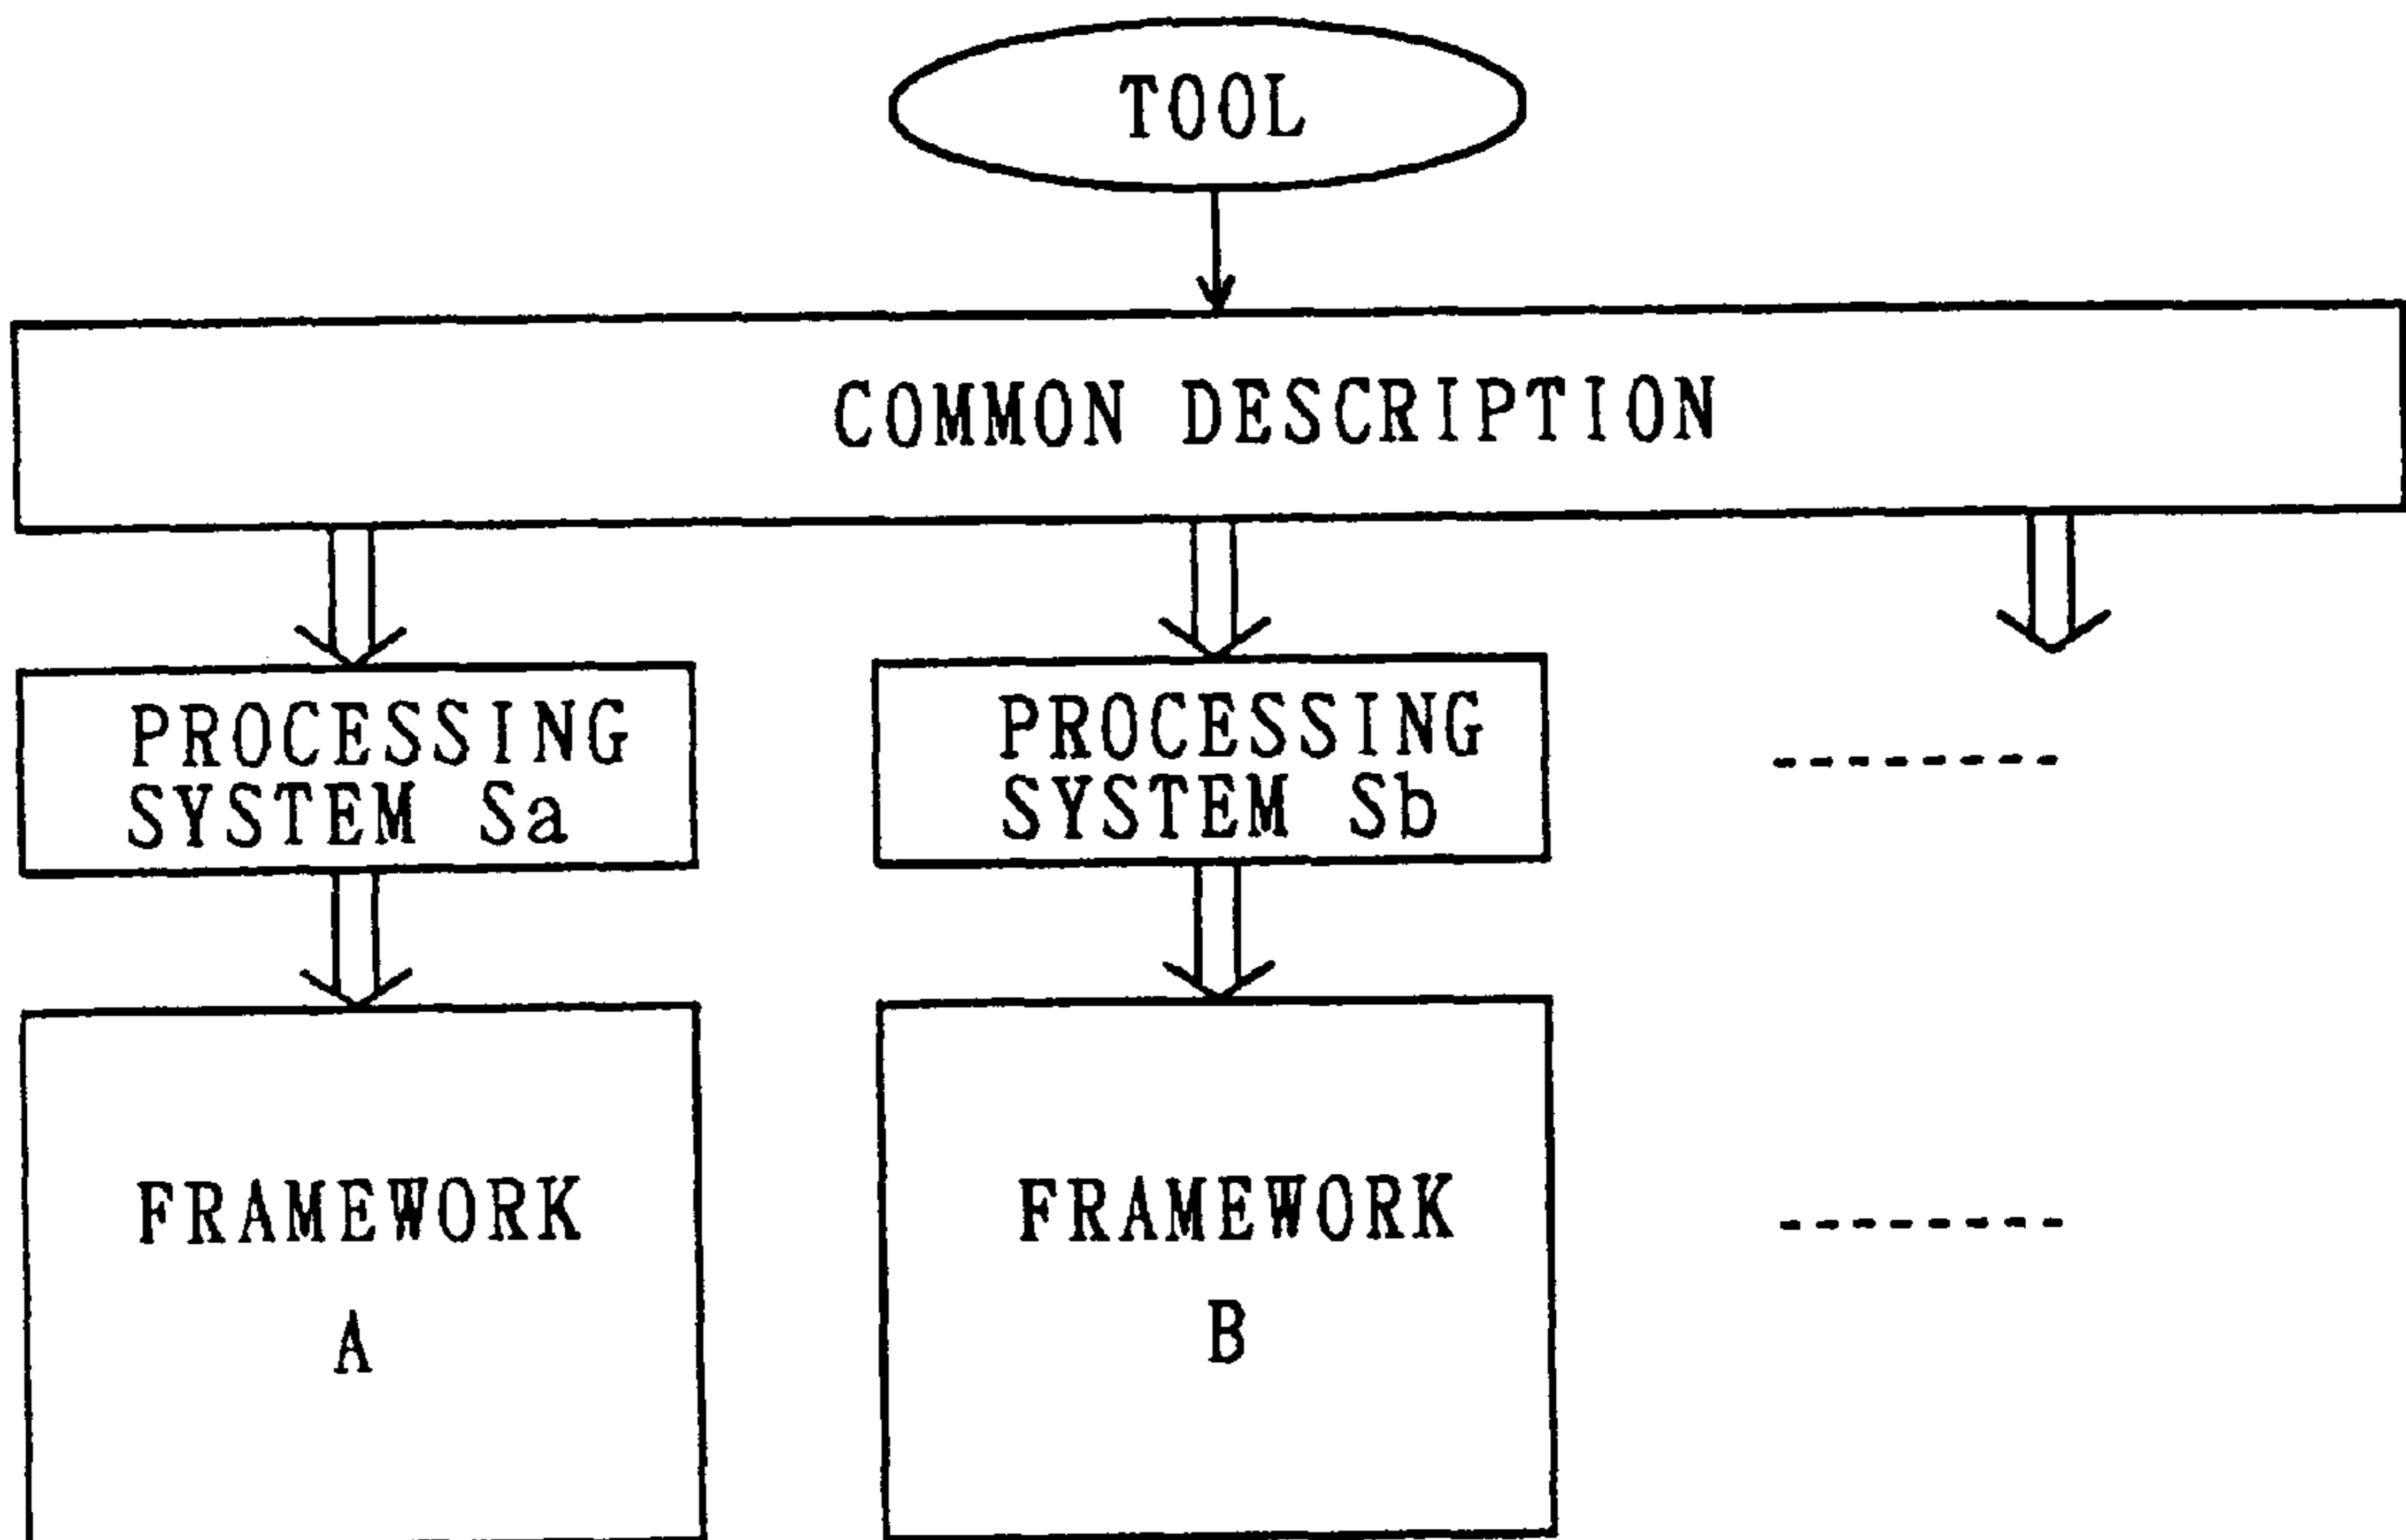 TOOL
COMMON DESCRIPTION
PROCESSING
SYSTEM Sa
PROCESSING
SYSTEM Sb
FRAMEWORK
A
FRAMEWORK
B